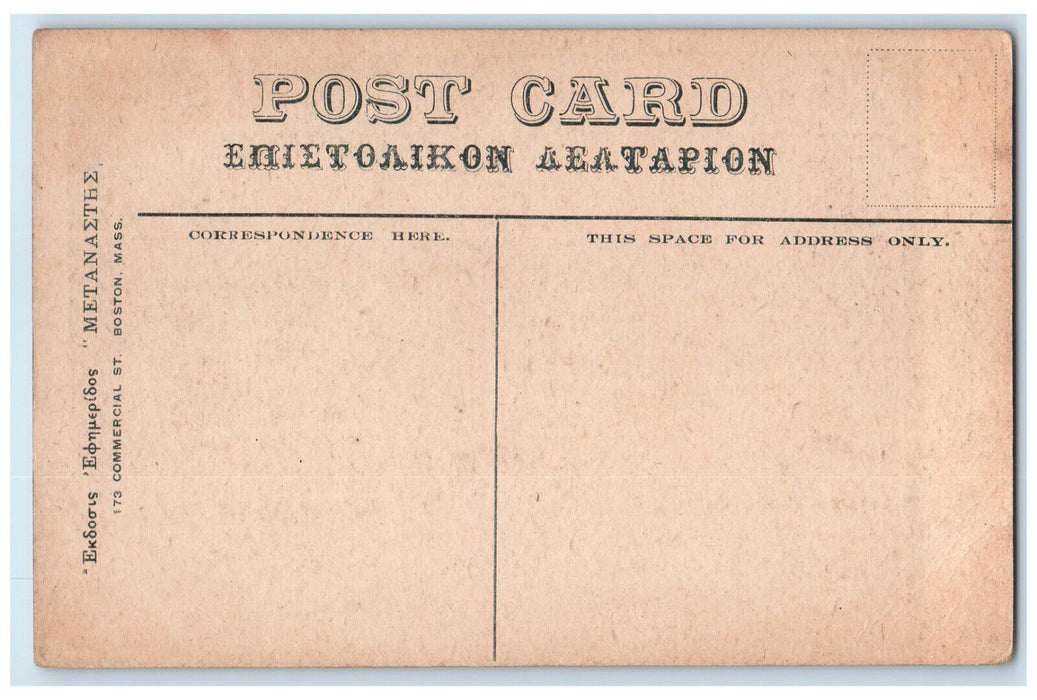 POST CARD
ΕΠΙΣΤΟΛΙΚΟΝ ΔΕΛΤΑΡΙΟΝ
CORRESPONDENCE HERE.
THIS SPACE FOR ADDRESS ONLY.
Ἔκδοσις Ἐφημερίδος "ΜΕΤΑΝΑΣΤΗΣ
173 COMMERCIAL ST. BOSTON, MASS.